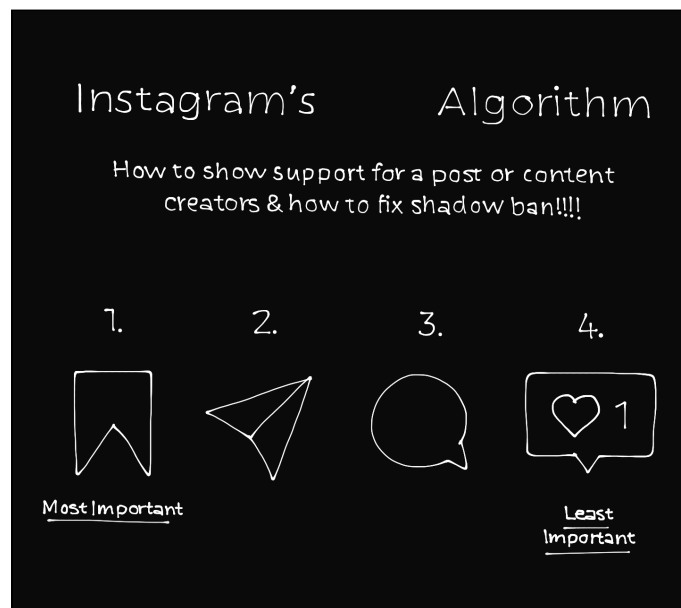 Instagram's Algorithm
How to show support for a post or content
creators & how to fix shadow ban!!!!
1. 2. 3. 4.
1
Most Important
Least
Important